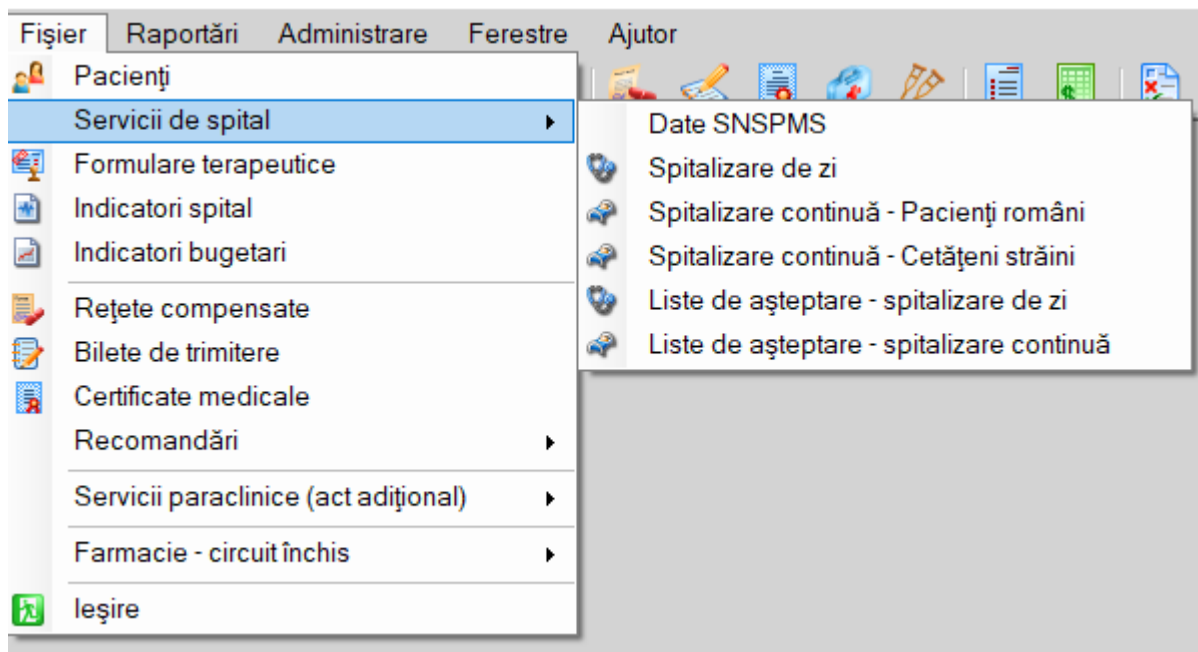 Fişier Raportări Administrare Ferestre Ajutor
Pacienţi
Servicii de spital
Formulare terapeutice
Indicatori spital
Indicatori bugetari
Reţete compensate
Bilete de trimitere
Certificate medicale
Recomandări
Servicii paraclinice (act adiţional)
Farmacie - circuit închis
Ieşire
Date SNSPMS
Spitalizare de zi
Spitalizare continuă - Pacienţi români
Spitalizare continuă - Cetăţeni străini
Liste de aşteptare - spitalizare de zi
Liste de aşteptare - spitalizare continuă